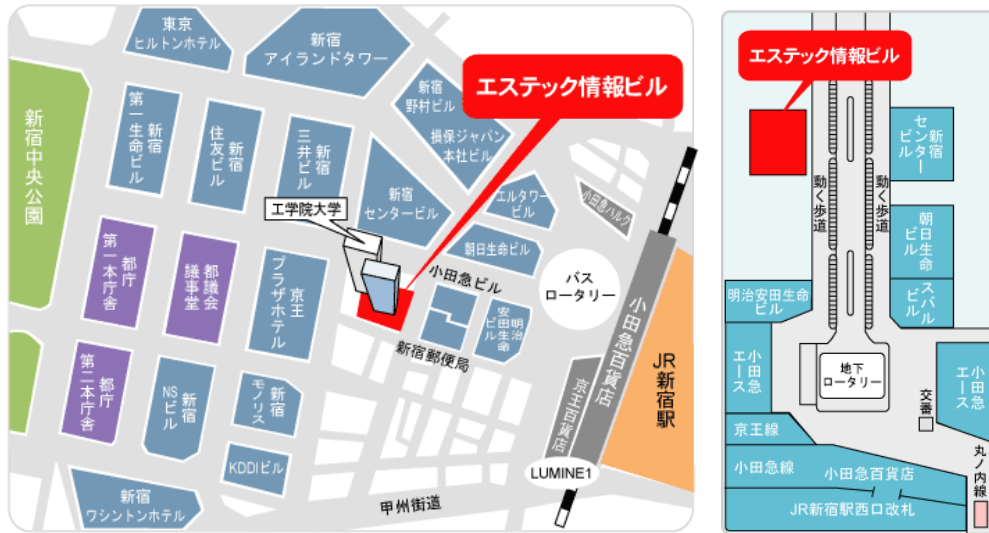 東京
ヒルトンホテル
新宿
アイランドタワー
エステック情報ビル
新宿
野村ビル
損保ジャパン
本社ビル
新宿中央公園
新宿
第一生命ビル
新宿
住友ビル
新宿
三井ビル
新宿
センタービル
エルタワー
ビル
小田急ハルク
工学院大学
朝日生命ビル
小田急ビル
バス
ロータリー
都庁
第一本庁舎
都議会
議事堂
京王
プラザホテル
明治
安田生命
ビル
新宿郵便局
小田急百貨店
京王百貨店
JR新宿駅
都庁
第二本庁舎
新宿
NSビル
新宿
モノリス
KDDIビル
LUMINE1
新宿
ワシントンホテル
甲州街道
エステック情報ビル
新宿
センター
ビル
動く歩道
動く歩道
朝日生命
ビル
スバル
ビル
明治安田生命
ビル
小田急
エース
地下
ロータリー
小田急
エース
交番
京王線
小田急線
小田急百貨店
丸ノ内線
JR新宿駅西口改札